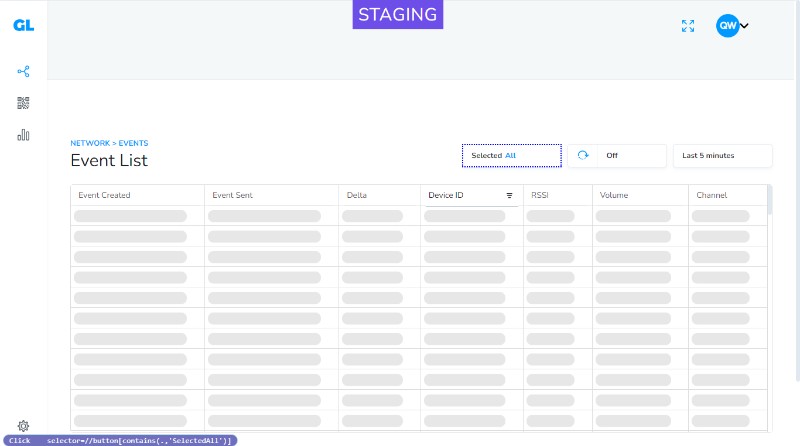 STAGING
GL
QW
NETWORK > EVENTS
Event List
Selected All
Off
Last 5 minutes
Event Created Event Sent Delta Device ID RSSI Volume Channel
Click selector=//button[contains(.,'SelectedAll')]